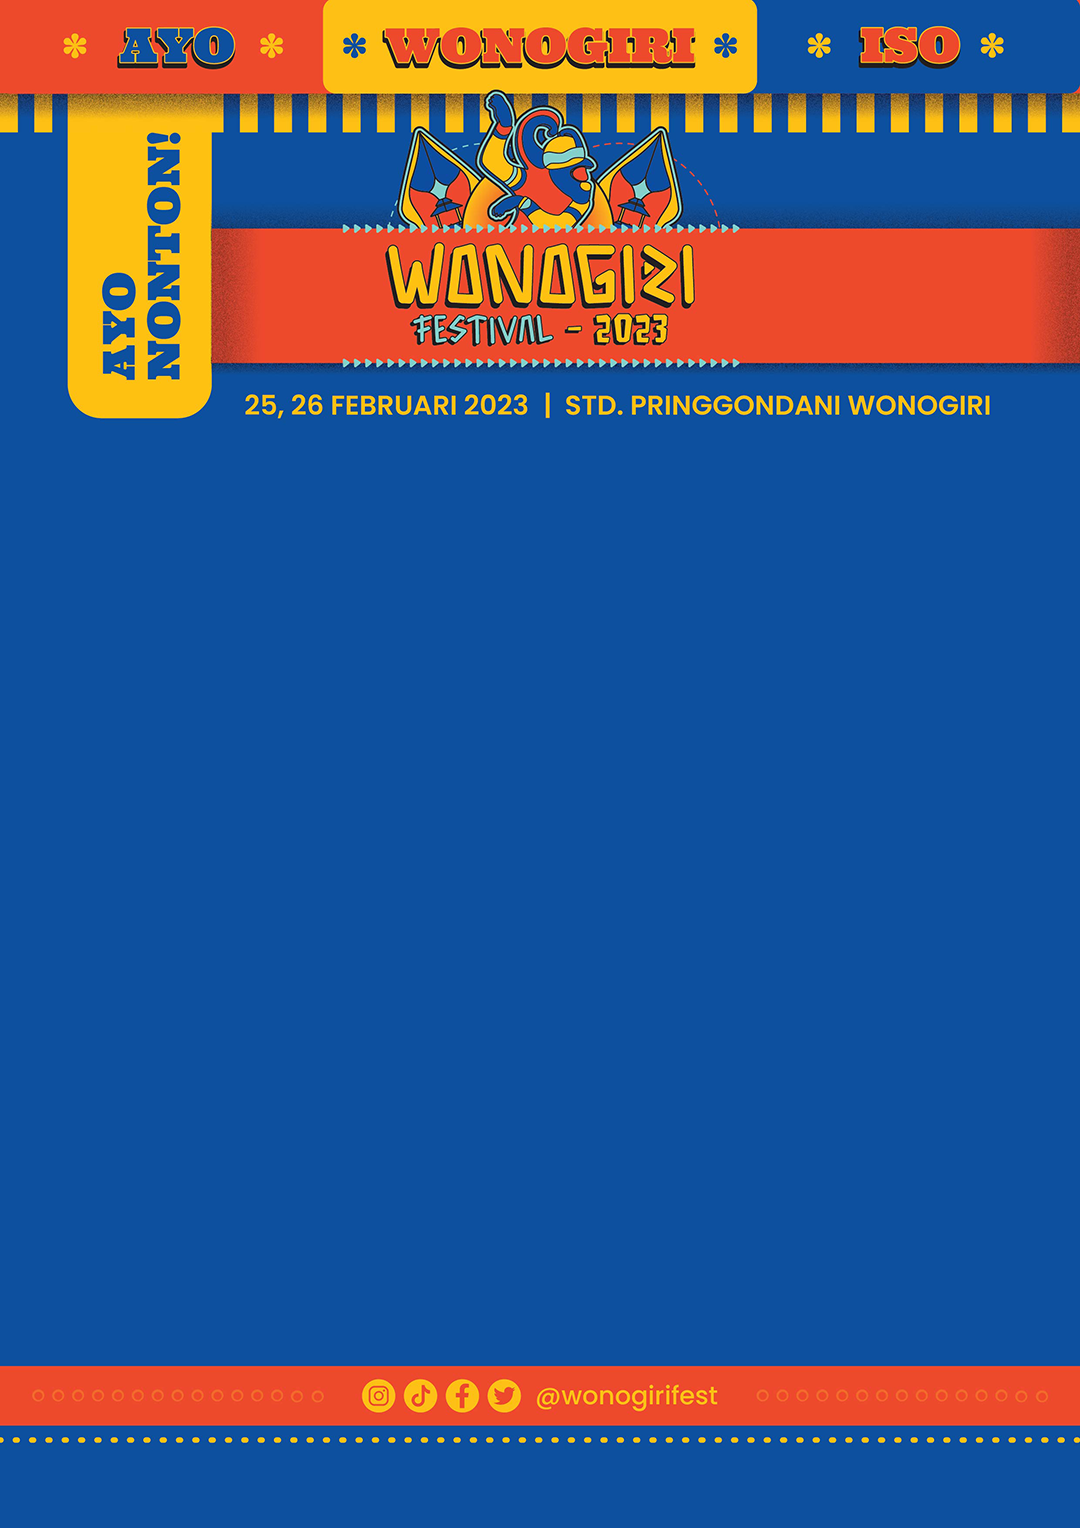 AYO WONOGIRI ISO
AYO
NONTON!
WONOGIRI
FESTIVAL - 2023
25, 26 FEBRUARI 2023 | STD. PRINGGONDANI WONOGIRI
@wonogirifest